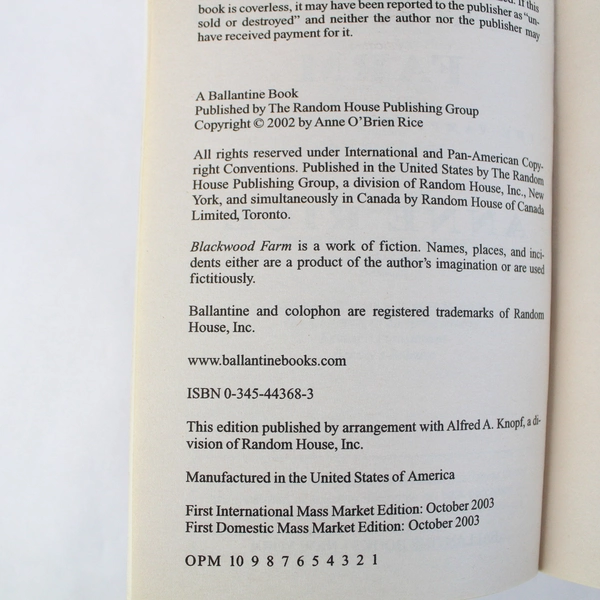 book is coverless, it may have been reported to the publisher as "un-
sold or destroyed" and neither the author nor the publisher may
have received payment for it.
A Ballantine Book
Published by The Random House Publishing Group
Copyright © 2002 by Anne O'Brien Rice
All rights reserved under International and Pan-American Copy-
right Conventions. Published in the United States by The Random
House Publishing Group, a division of Random House, Inc., New
York, and simultaneously in Canada by Random House of Canada
Limited, Toronto.
Blackwood Farm is a work of fiction. Names, places, and inci-
dents either are a product of the author's imagination or are used
fictitiously.
Ballantine and colophon are registered trademarks of Random
House, Inc.
www.ballantinebooks.com
ISBN 0-345-44368-3
This edition published by arrangement with Alfred A. Knopf, a di-
vision of Random House, Inc.
Manufactured in the United States of America
First International Mass Market Edition: October 2003
First Domestic Mass Market Edition: October 2003
OPM 10 9 8 7 6 5 4 3 2 1